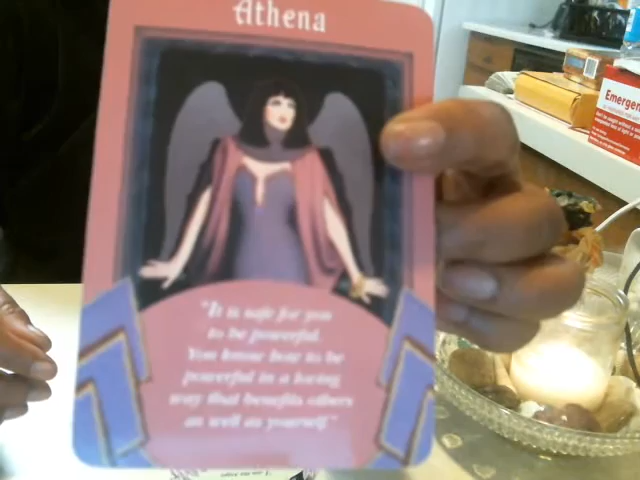 Athena
"It is safe for you
to be powerful.
You know how to be
powerful in a loving
way that benefits others
as well as yourself"
Emergen